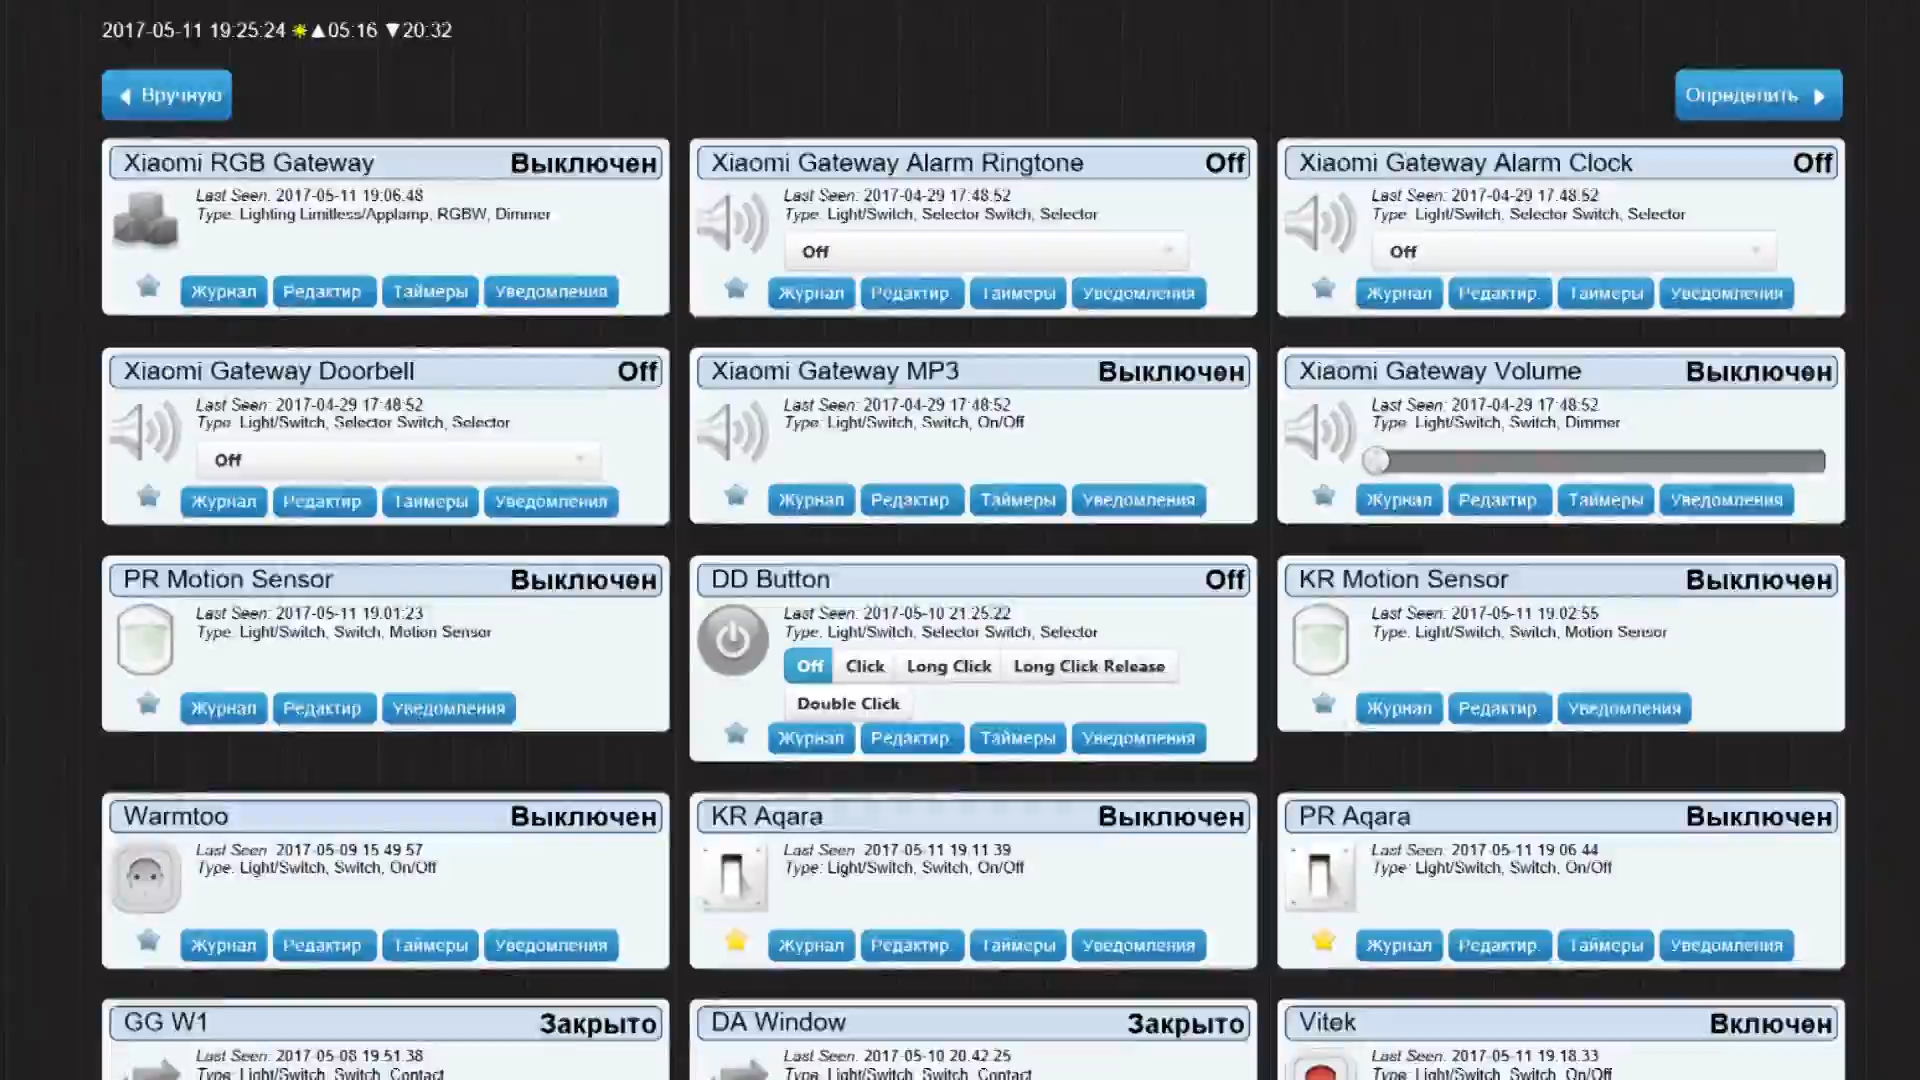 2017-05-11 19:25:24 ☀▲05:16 ▼20:32
Вручную
Определить
Xiaomi RGB Gateway Выключен
Last Seen: 2017-05-11 19:06:48
Type: Lighting Limitless/Applamp, RGBW, Dimmer
Журнал Редактир. Таймеры Уведомления
Xiaomi Gateway Alarm Ringtone Off
Last Seen: 2017-04-29 17:48:52
Type: Light/Switch, Selector Switch, Selector
Off
Журнал Редактир. Таймеры Уведомления
Xiaomi Gateway Alarm Clock Off
Last Seen: 2017-04-29 17:48:52
Type: Light/Switch, Selector Switch, Selector
Off
Журнал Редактир. Таймеры Уведомления
Xiaomi Gateway Doorbell Off
Last Seen: 2017-04-29 17:48:52
Type: Light/Switch, Selector Switch, Selector
Off
Журнал Редактир. Таймеры Уведомления
Xiaomi Gateway MP3 Выключен
Last Seen: 2017-04-29 17:48:52
Type: Light/Switch, Switch, On/Off
Журнал Редактир. Таймеры Уведомления
Xiaomi Gateway Volume Выключен
Last Seen: 2017-04-29 17:48:52
Type: Light/Switch, Switch, Dimmer
Журнал Редактир. Таймеры Уведомления
PR Motion Sensor Выключен
Last Seen: 2017-05-11 19:01:23
Type: Light/Switch, Switch, Motion Sensor
Журнал Редактир. Уведомления
DD Button Off
Last Seen: 2017-05-10 21:25:22
Type: Light/Switch, Selector Switch, Selector
Off Click Long Click Long Click Release
Double Click
Журнал Редактир. Таймеры Уведомления
KR Motion Sensor Выключен
Last Seen: 2017-05-11 19:02:55
Type: Light/Switch, Switch, Motion Sensor
Журнал Редактир. Уведомления
Warmtoo Выключен
Last Seen: 2017-05-09 15:49:57
Type: Light/Switch, Switch, On/Off
Журнал Редактир. Таймеры Уведомления
KR Aqara Выключен
Last Seen: 2017-05-11 19:11:39
Type: Light/Switch, Switch, On/Off
Журнал Редактир. Таймеры Уведомления
PR Aqara Выключен
Last Seen: 2017-05-11 19:06:44
Type: Light/Switch, Switch, On/Off
Журнал Редактир. Таймеры Уведомления
GG W1 Закрыто
Last Seen: 2017-05-08 19:51:38
Type: Light/Switch, Switch, Contact
DA Window Закрыто
Last Seen: 2017-05-10 20:42:25
Type: Light/Switch, Switch, Contact
Vitek Включен
Last Seen: 2017-05-11 19:18:33
Type: Light/Switch, Switch, On/Off